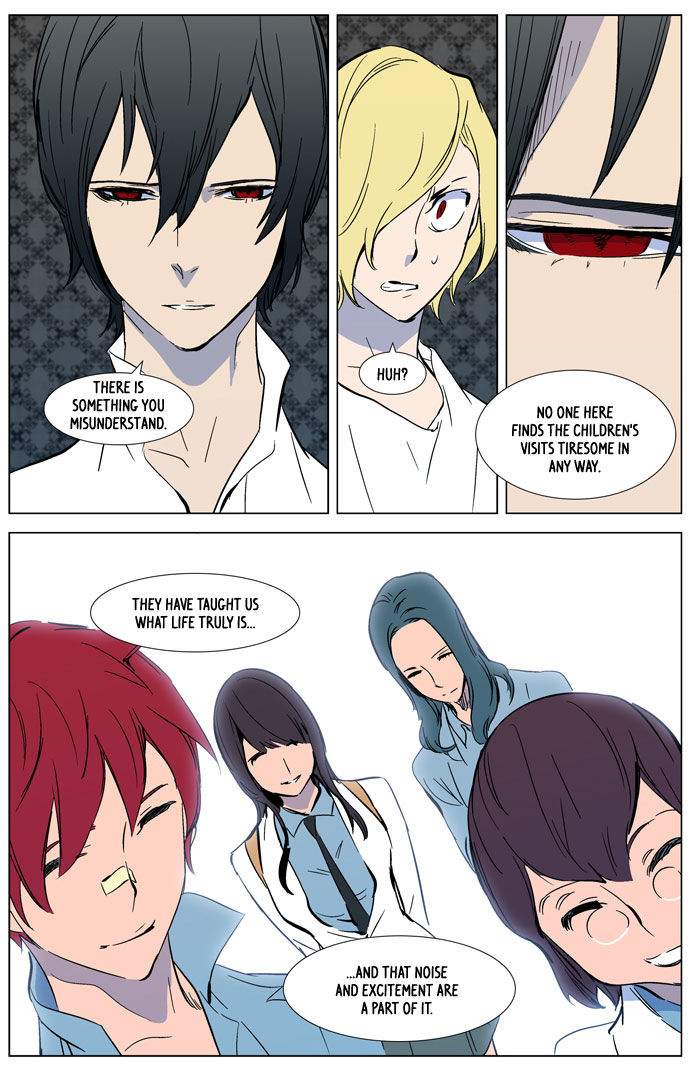 THERE IS
SOMETHING YOU
MISUNDERSTAND.
HUH?
NO ONE HERE
FINDS THE CHILDREN'S
VISITS TIRESOME IN
ANY WAY.
THEY HAVE TAUGHT US
WHAT LIFE TRULY IS...
...AND THAT NOISE
AND EXCITEMENT ARE
A PART OF IT.